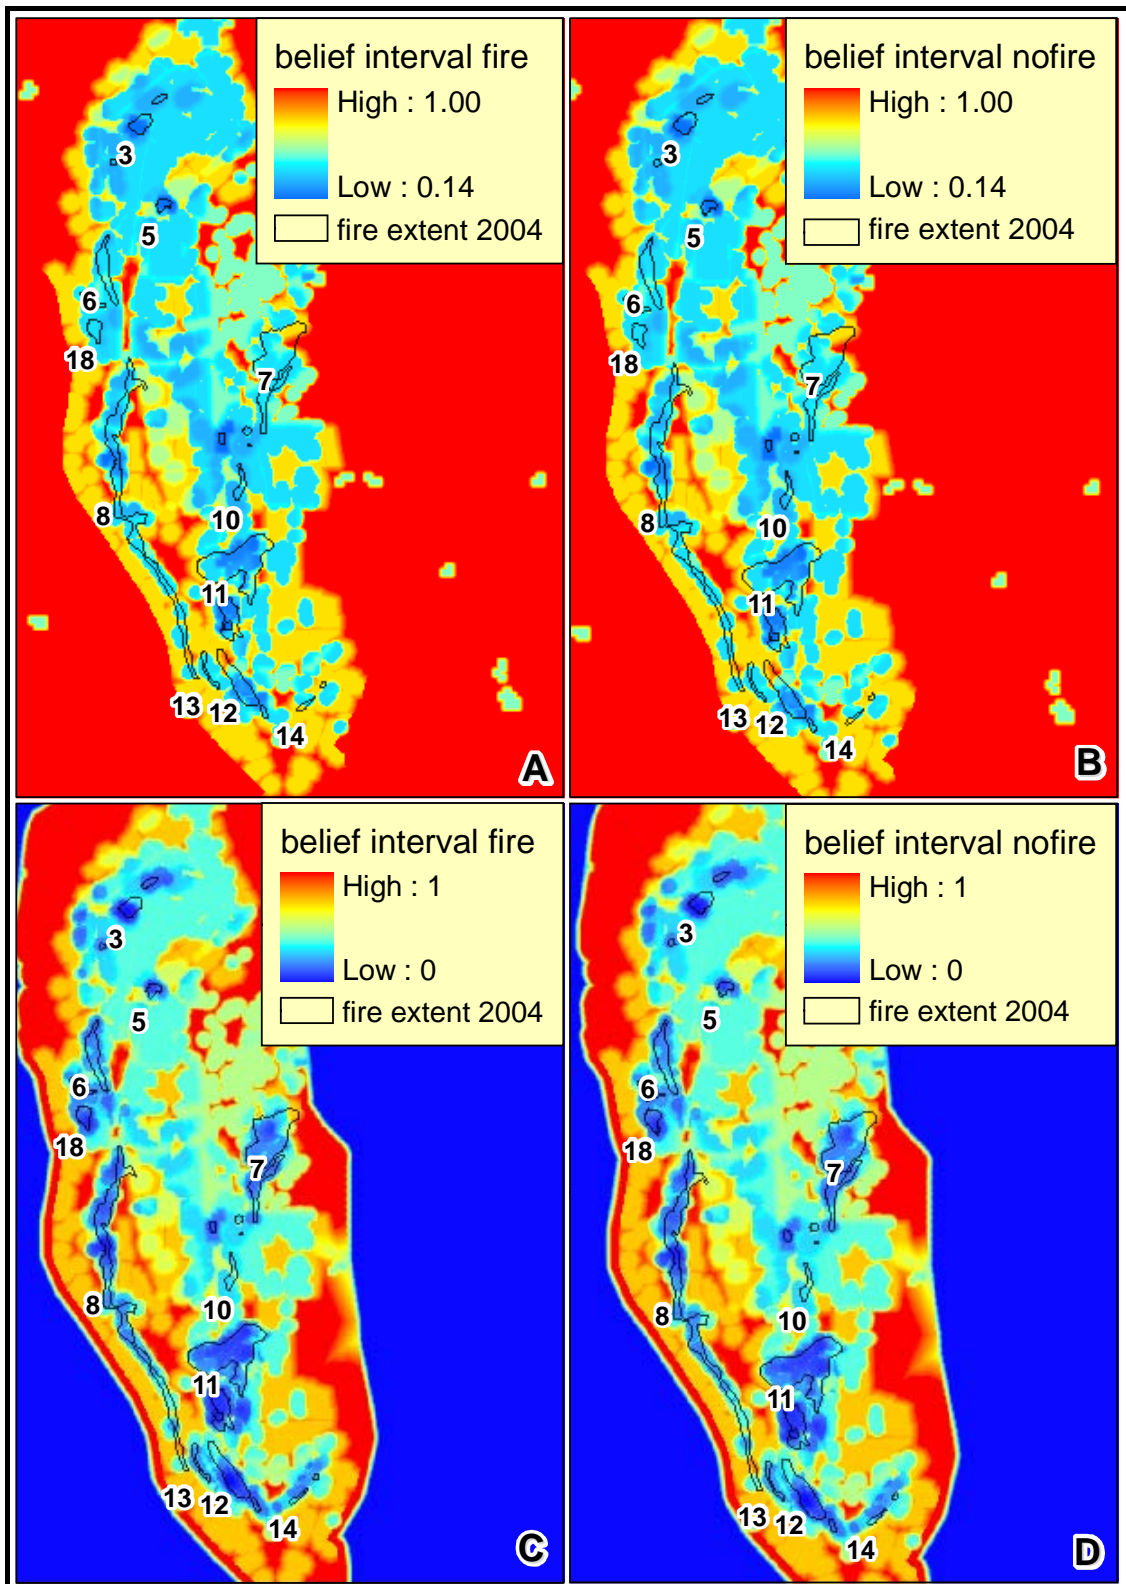 belief interval fire
High : 1.00
Low : 0.14
fire extent 2004
3
5
6
18
7
8
10
11
13
12
14
A
belief interval nofire
High : 1.00
Low : 0.14
fire extent 2004
3
5
6
18
7
8
10
11
13
12
14
B
belief interval fire
High : 1
Low : 0
fire extent 2004
3
5
6
18
7
8
10
11
13
12
14
C
belief interval nofire
High : 1
Low : 0
fire extent 2004
3
5
6
18
7
8
10
11
13
12
14
D